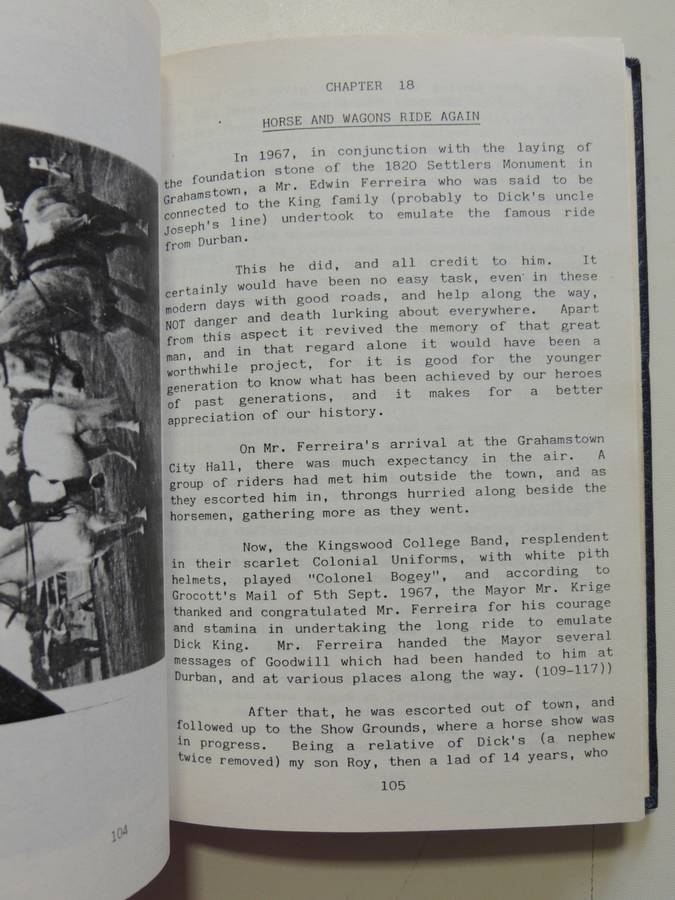 CHAPTER 18
HORSE AND WAGONS RIDE AGAIN
In 1967, in conjunction with the laying of
the foundation stone of the 1820 Settlers Monument in
Grahamstown, a Mr. Edwin Ferreira who was said to be
connected to the King family (probably to Dick's uncle
Joseph's line) undertook to emulate the famous ride
from Durban.
This he did, and all credit to him. It
certainly would have been no easy task, even in these
modern days with good roads, and help along the way,
NOT danger and death lurking about everywhere. Apart
from this aspect it revived the memory of that great
man, and in that regard alone it would have been a
worthwhile project, for it is good for the younger
generation to know what has been achieved by our heroes
of past generations, and it makes for a better
appreciation of our history.
On Mr. Ferreira's arrival at the Grahamstown
City Hall, there was much expectancy in the air. A
group of riders had met him outside the town, and as
they escorted him in, throngs hurried along beside the
horsemen, gathering more as they went.
Now, the Kingswood College Band, resplendent
in their scarlet Colonial Uniforms, with white pith
helmets, played "Colonel Bogey", and according to
Grocott's Mail of 5th Sept. 1967, the Mayor Mr. Krige
thanked and congratulated Mr. Ferreira for his courage
and stamina in undertaking the long ride to emulate
Dick King. Mr. Ferreira handed the Mayor several
messages of Goodwill which had been handed to him at
Durban, and at various places along the way. (109-117))
After that, he was escorted out of town, and
followed up to the Show Grounds, where a horse show was
in progress. Being a relative of Dick's (a nephew
twice removed) my son Roy, then a lad of 14 years, who
105
104